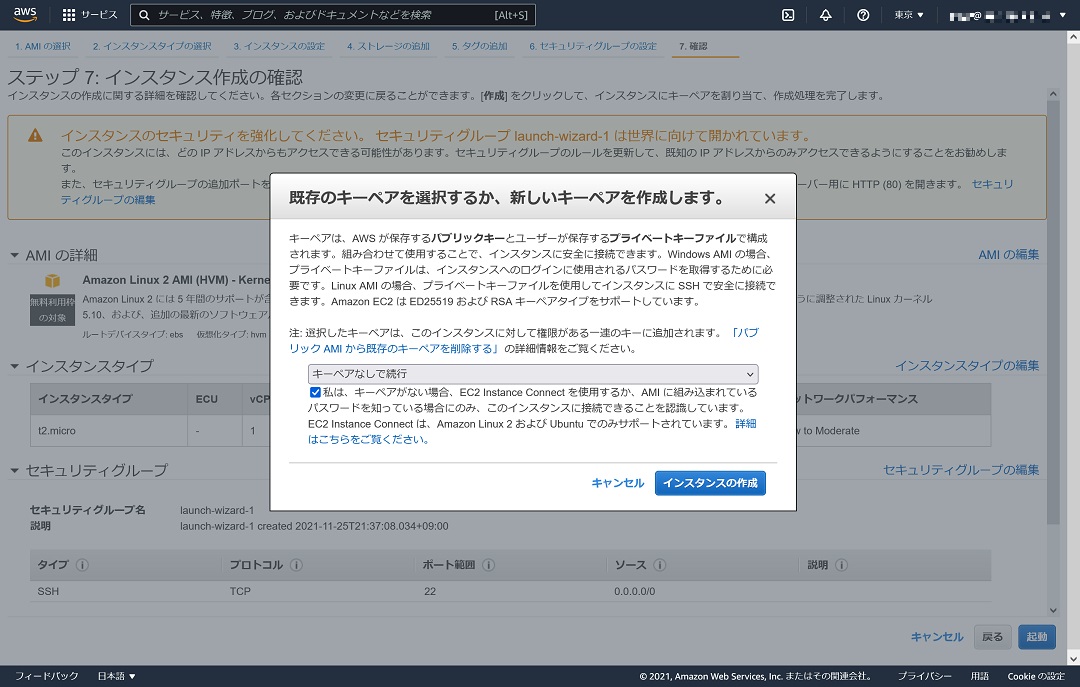 aws サービス サービス、特徴、ブログ、およびドキュメントなどを検索 [Alt+S] 東京 ▼
1. AMI の選択 2. インスタンスタイプの選択 3. インスタンスの設定 4. ストレージの追加 5. タグの追加 6. セキュリティグループの設定 7. 確認
ステップ 7: インスタンス作成の確認
インスタンスの作成に関する詳細を確認してください。各セクションの変更に戻ることができます。[作成] をクリックして、インスタンスにキーペアを割り当て、作成処理を完了します。
インスタンスのセキュリティを強化してください。 セキュリティグループ launch-wizard-1 は世界に向けて開かれています。
このインスタンスには、どの IP アドレスからもアクセスできる可能性があります。セキュリティグループのルールを更新して、既知の IP アドレスからのみアクセスできるようにすることをお勧めしま
す。
また、セキュリティグループの追加ポートを
ーバー用に HTTP (80) を開きます。 セキュリ
ティグループの編集
AMI の詳細
AMI の編集
Amazon Linux 2 AMI (HVM) - Kerne
無料利用枠
の対象
Amazon Linux 2 には 5 年間のサポートが含
うに調整された Linux カーネル
5.10、および、追加の最新のソフトウェア
ルートデバイスタイプ: ebs 仮想化タイプ: hvm
インスタンスタイプ
インスタンスタイプの編集
インスタンスタイプ ECU vCP
ットワークパフォーマンス
t2.micro - 1
w to Moderate
セキュリティグループ
セキュリティグループの編集
セキュリティグループ名 launch-wizard-1
説明 launch-wizard-1 created 2021-11-25T21:37:08.034+09:00
タイプ プロトコル ポート範囲 ソース 説明
SSH TCP 22 0.0.0.0/0
既存のキーペアを選択するか、新しいキーペアを作成します。
キーペアは、AWS が保存するパブリックキーとユーザーが保存するプライベートキーファイルで構成
されます。組み合わせて使用することで、インスタンスに安全に接続できます。Windows AMI の場合、
プライベートキーファイルは、インスタンスへのログインに使用されるパスワードを取得するために必
要です。Linux AMI の場合、プライベートキーファイルを使用してインスタンスに SSH で安全に接続で
きます。Amazon EC2 は ED25519 および RSA キーペアタイプをサポートしています。
注: 選択したキーペアは、このインスタンスに対して権限がある一連のキーに追加されます。 「パブ
リック AMI から既存のキーペアを削除する」 の詳細情報をご覧ください。
キーペアなしで続行
私は、キーペアがない場合、EC2 Instance Connect を使用するか、AMI に組み込まれている
パスワードを知っている場合にのみ、このインスタンスに接続できることを認識しています。
EC2 Instance Connect は、Amazon Linux 2 および Ubuntu でのみサポートされています。 詳細
はこちらをご覧ください。
キャンセル インスタンスの作成
キャンセル 戻る 起動
フィードバック 日本語 ▼ © 2021, Amazon Web Services, Inc. またはその関連会社。 プライバシー 用語 Cookie の設定